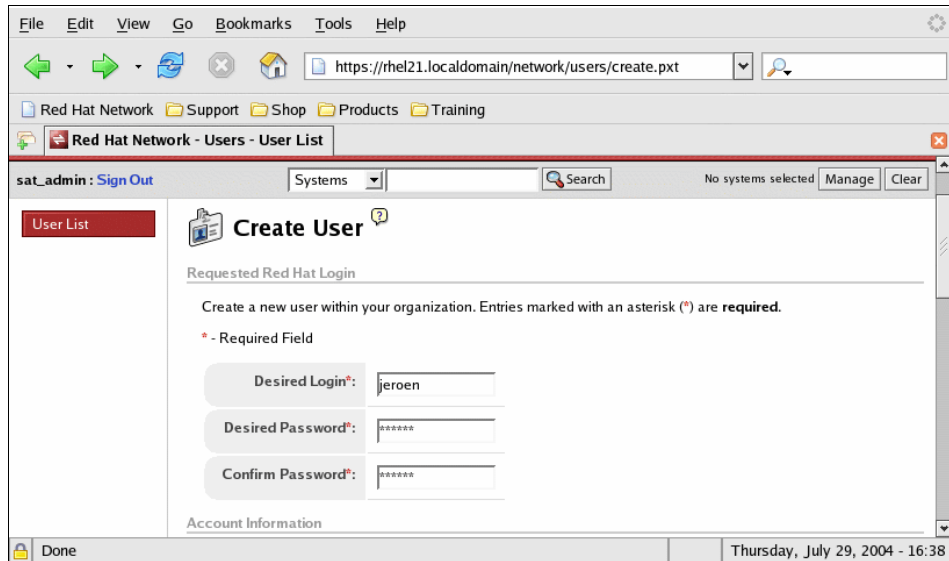 File Edit View Go Bookmarks Tools Help
https://rhel21.localdomain/network/users/create.pxt
Red Hat Network Support Shop Products Training
Red Hat Network - Users - User List
sat_admin : Sign Out Systems Search No systems selected Manage Clear
User List
Create User ?
Requested Red Hat Login
Create a new user within your organization. Entries marked with an asterisk (*) are required.
* - Required Field
Desired Login*: jeroen
Desired Password*: ******
Confirm Password*: ******
Account Information
Done Thursday, July 29, 2004 - 16:38